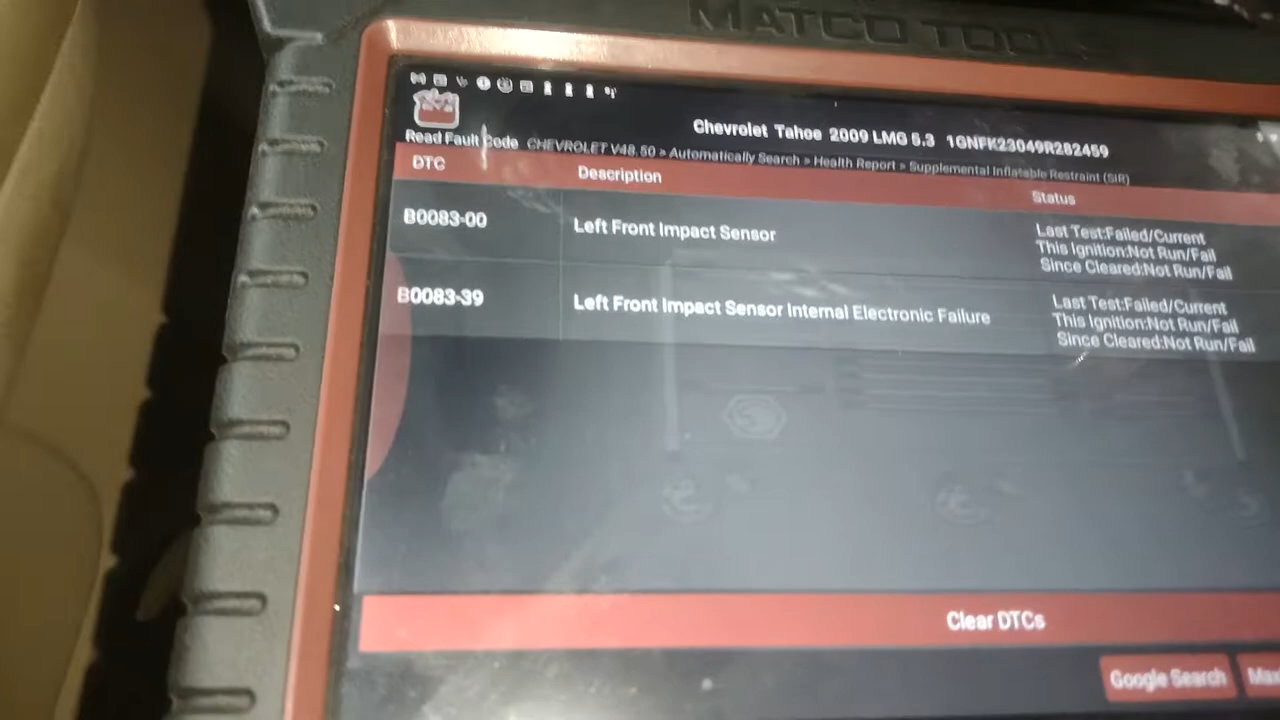 MATCO TOOLS
Chevrolet Tahoe 2009 LMG 5.3 1GNFK23049R282459
Read Fault Code CHEVROLET V48.50 > Automatically Search > Health Report > Supplemental Inflatable Restraint (SIR)
DTC Description Status
B0083-00 Left Front Impact Sensor Last Test:Failed/Current
This Ignition:Not Run/Fail
Since Cleared:Not Run/Fail
B0083-39 Left Front Impact Sensor Internal Electronic Failure Last Test:Failed/Current
This Ignition:Not Run/Fail
Since Cleared:Not Run/Fail
Clear DTCs
Google Search